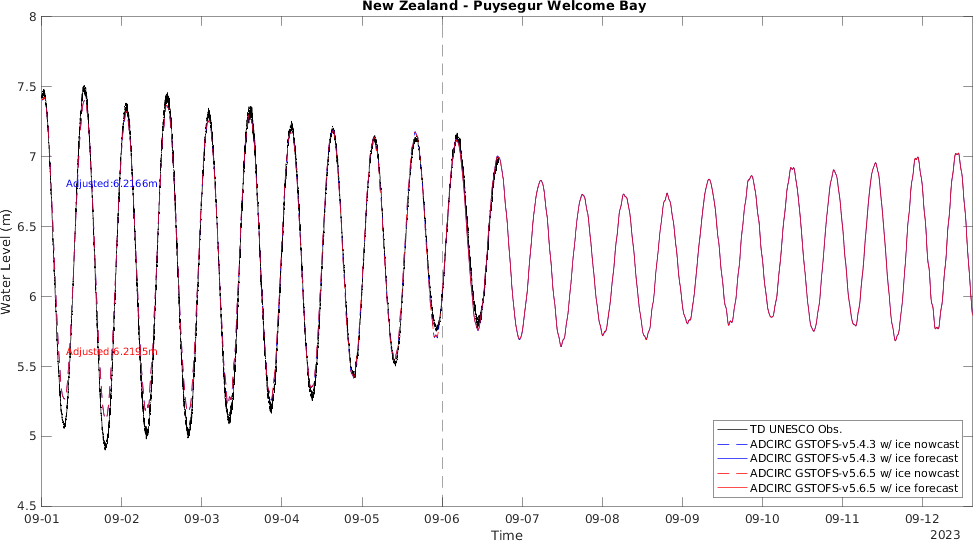 New Zealand - Puysegur Welcome Bay
8
7.5
7
6.5
6
5.5
5
4.5
Water Level (m)
Adjusted:6.2166m
Adjusted:6.2195m
TD UNESCO Obs.
ADCIRC GSTOFS-v5.4.3 w/ ice nowcast
ADCIRC GSTOFS-v5.4.3 w/ ice forecast
ADCIRC GSTOFS-v5.6.5 w/ ice nowcast
ADCIRC GSTOFS-v5.6.5 w/ ice forecast
09-01 09-02 09-03 09-04 09-05 09-06 09-07 09-08 09-09 09-10 09-11 09-12
Time
2023